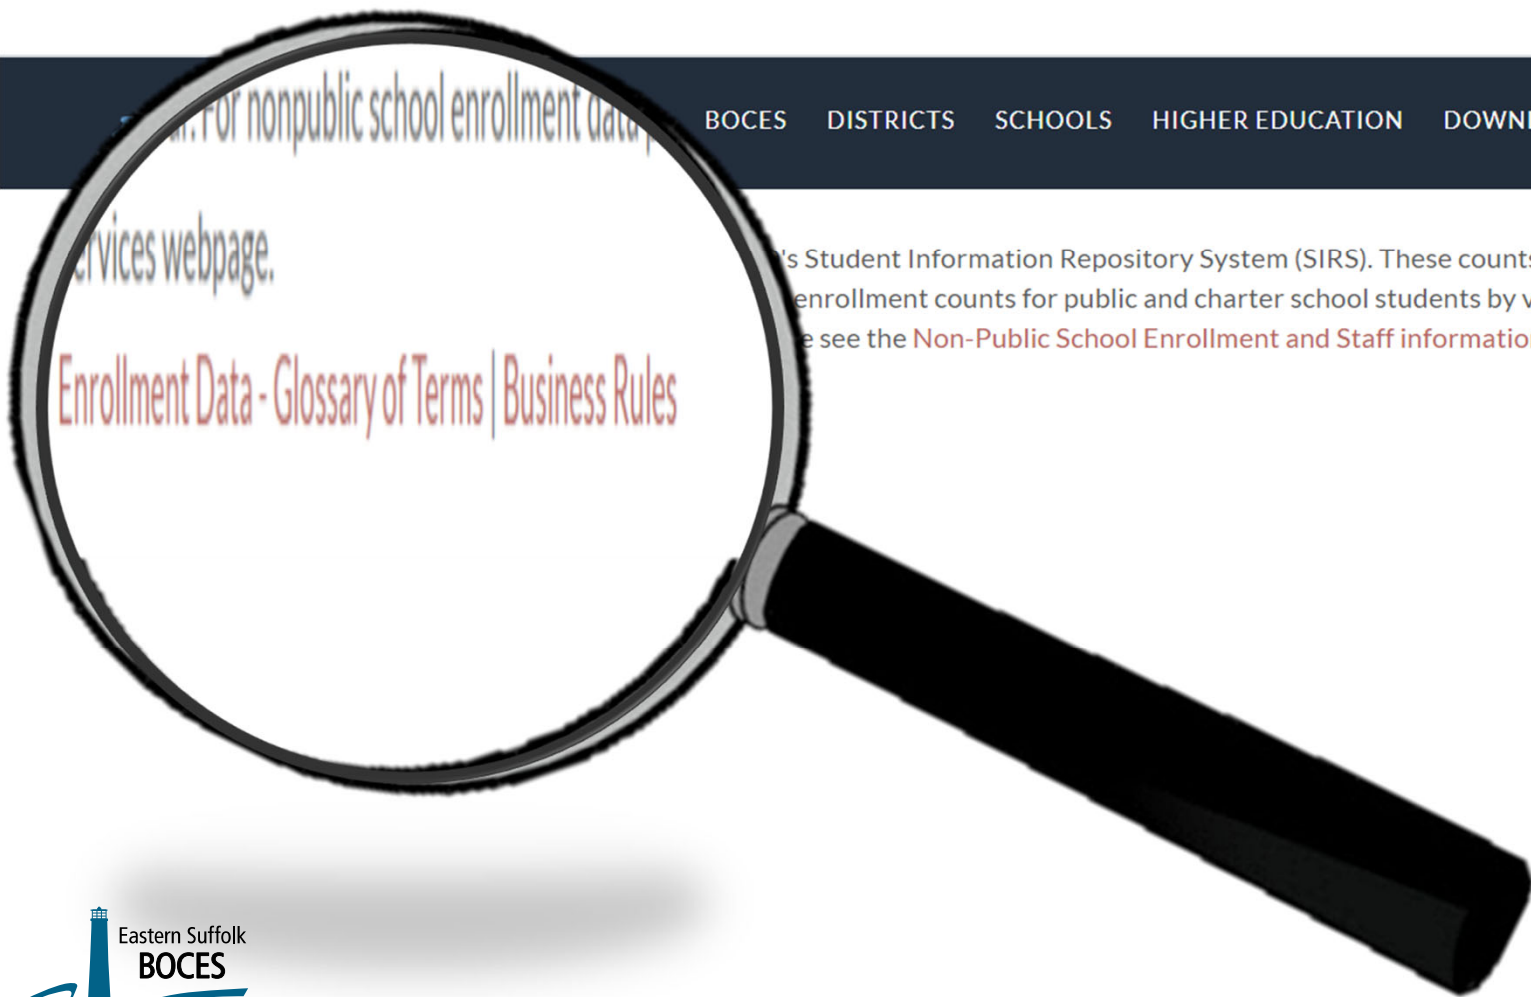 For nonpublic school enrollment data
BOCES DISTRICTS SCHOOLS HIGHER EDUCATION
webpage.
's Student Information Repository System (SIRS). These counts
enrollment counts for public and charter school students by
see the Non-Public School Enrollment and Staff information
Enrollment Data - Glossary of Terms | Business Rules
Eastern Suffolk
BOCES